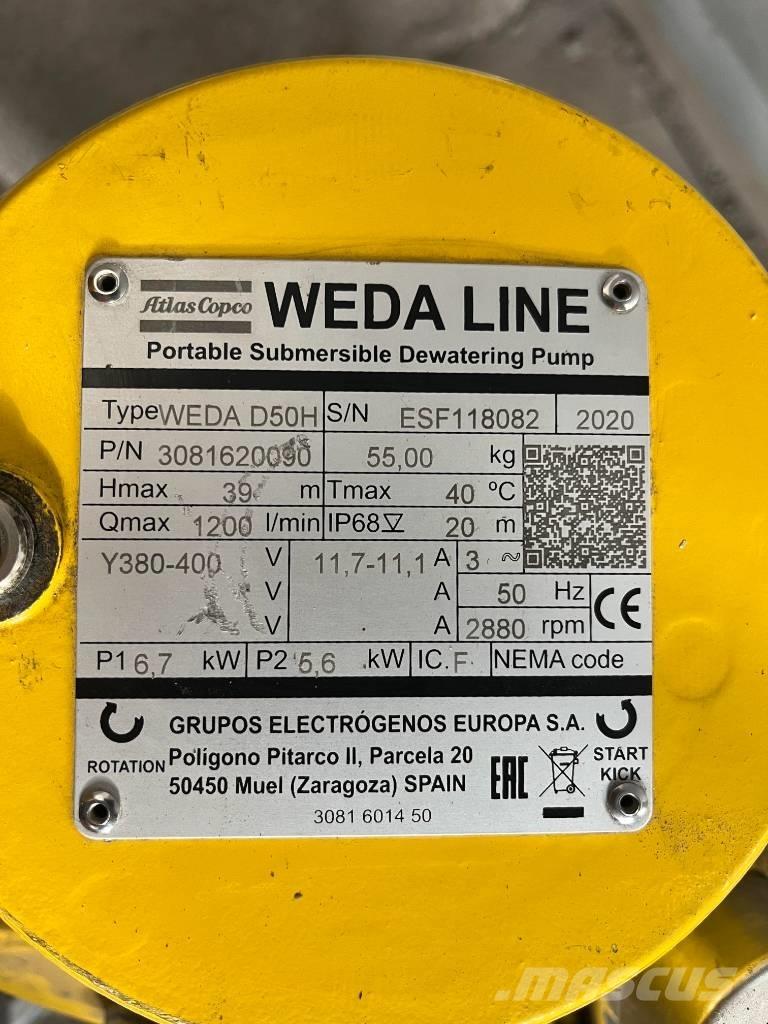 Atlas Copco WEDA LINE
Portable Submersible Dewatering Pump
Type WEDA D50H S/N ESF118082 2020
P/N 3081620090 55,00 kg
Hmax 39 m Tmax 40 ºC
Qmax 1200 l/min IP68 20 m
Y380-400 V 11,7-11,1 A 3 ~
V A 50 Hz
V A 2880 rpm CE
P1 6,7 kW P2 5,6 kW IC. F NEMA code
GRUPOS ELECTRÓGENOS EUROPA S.A.
ROTATION Polígono Pitarco II, Parcela 20 START
50450 Muel (Zaragoza) SPAIN EAC KICK
3081 6014 50
MASCUS